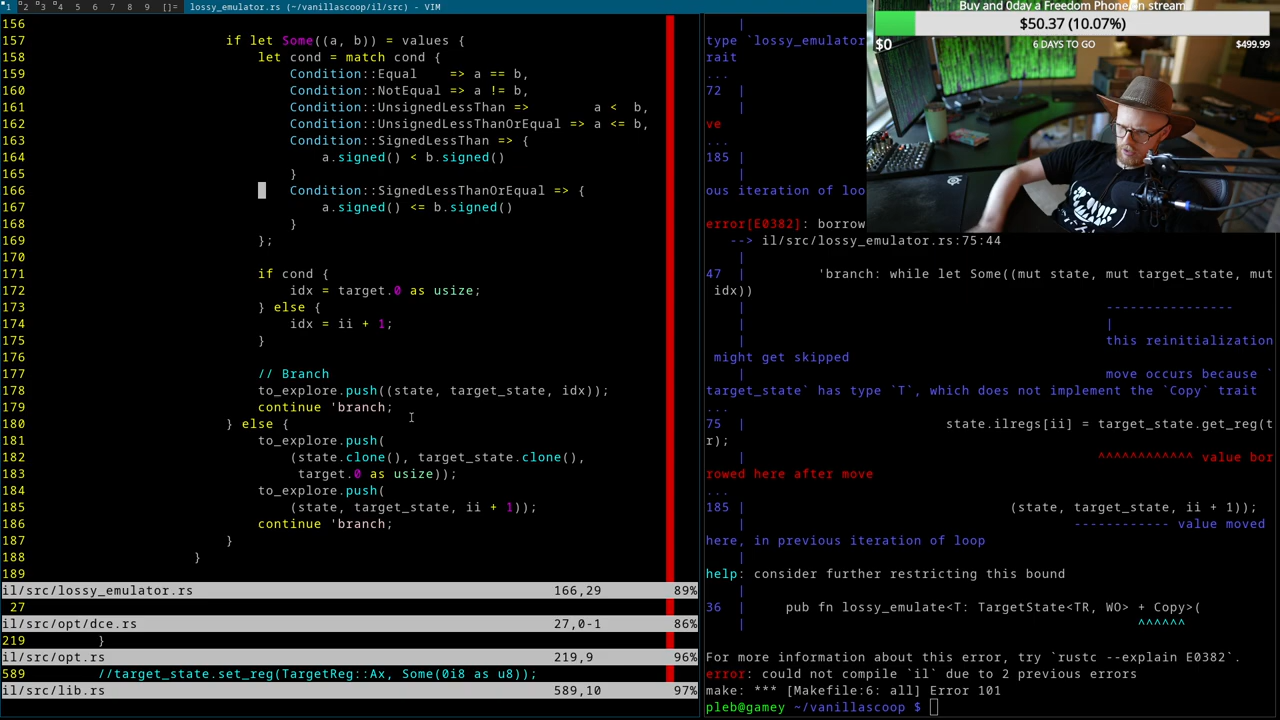 1 2 3 4 5 6 7 8 9 []= lossy_emulator.rs (~/vanillascoop/il/src) - VIM
156
157 if let Some((a, b)) = values {
158 let cond = match cond {
159 Condition::Equal => a == b,
160 Condition::NotEqual => a != b,
161 Condition::UnsignedLessThan => a < b,
162 Condition::UnsignedLessThanOrEqual => a <= b,
163 Condition::SignedLessThan => {
164 a.signed() < b.signed()
165 }
166 Condition::SignedLessThanOrEqual => {
167 a.signed() <= b.signed()
168 }
169 };
170
171 if cond {
172 idx = target.0 as usize;
173 } else {
174 idx = ii + 1;
175 }
176
177 // Branch
178 to_explore.push((state, target_state, idx));
179 continue 'branch;
180 } else {
181 to_explore.push(
182 (state.clone(), target_state.clone(),
183 target.0 as usize));
184 to_explore.push(
185 (state, target_state, ii + 1));
186 continue 'branch;
187 }
188 }
189
il/src/lossy_emulator.rs 166,29 89%
27
il/src/opt/dce.rs 27,0-1 86%
219 }
il/src/opt.rs 219,9 96%
589 //target_state.set_reg(TargetReg::Ax, Some(0i8 as u8));
il/src/lib.rs 589,10 97%
|
type `lossy_emulator
rait
...
72 |
|
ve
...
185 |
ous iteration of loo
error[E0382]: borrow
--> il/src/lossy_emulator.rs:75:44
|
47 | 'branch: while let Some((mut state, mut target_state, mut
idx))
| ----------------
| |
| this reinitialization
might get skipped
| move occurs because `
target_state` has type `T`, which does not implement the `Copy` trait
...
75 | state.ilregs[ii] = target_state.get_reg(t
r);
| ^^^^^^^^^^^^ value bor
rowed here after move
...
185 | (state, target_state, ii + 1));
| ------------ value moved
here, in previous iteration of loop
|
help: consider further restricting this bound
|
36 | pub fn lossy_emulate<T: TargetState<TR, WO> + Copy>(
| ^^^^^^
For more information about this error, try `rustc --explain E0382`.
error: could not compile `il` due to 2 previous errors
make: *** [Makefile:6: all] Error 101
pleb@gamey ~/vanillascoop $
Buy and 0day a Freedom Phone, on stream
$50.37 (10.07%)
$0 6 DAYS TO GO $499.99